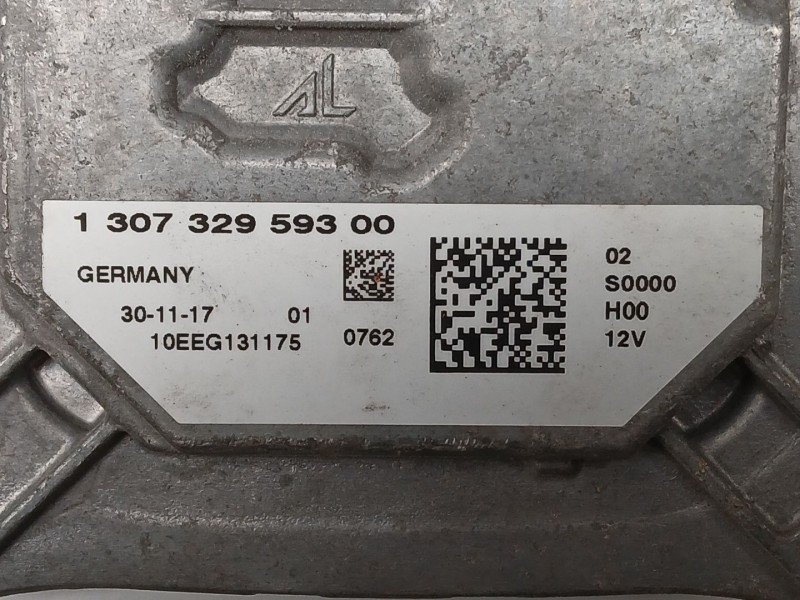 AL
1 307 329 593 00
GERMANY
30-11-17 01
10EEG131175 0762
02
S0000
H00
12V